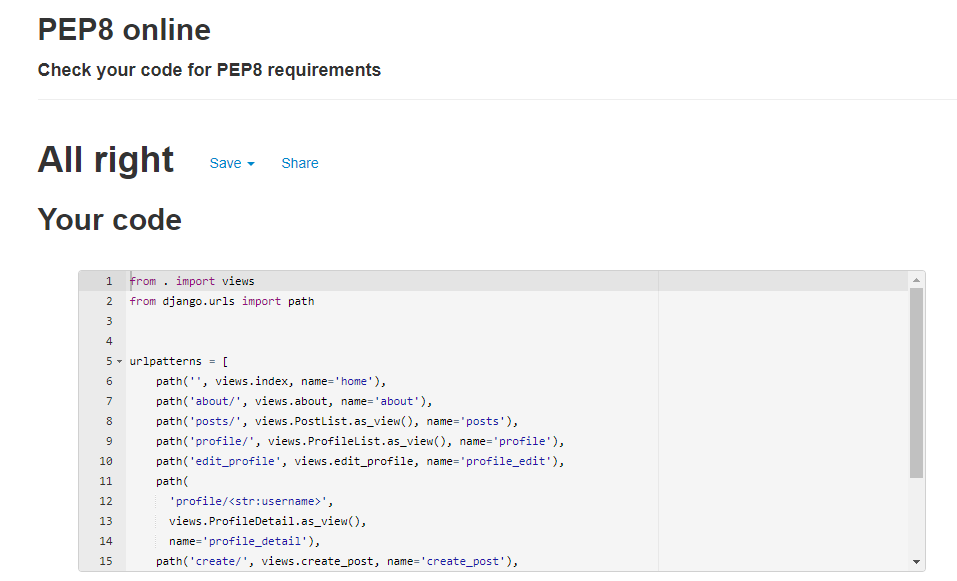 PEP8 online
Check your code for PEP8 requirements
All right Save Share
Your code
1 from . import views
2 from django.urls import path
3
4
5 urlpatterns = [
6 path('', views.index, name='home'),
7 path('about/', views.about, name='about'),
8 path('posts/', views.PostList.as_view(), name='posts'),
9 path('profile/', views.ProfileList.as_view(), name='profile'),
10 path('edit_profile', views.edit_profile, name='profile_edit'),
11 path(
12 'profile/<str:username>',
13 views.ProfileDetail.as_view(),
14 name='profile_detail'),
15 path('create/', views.create_post, name='create_post'),